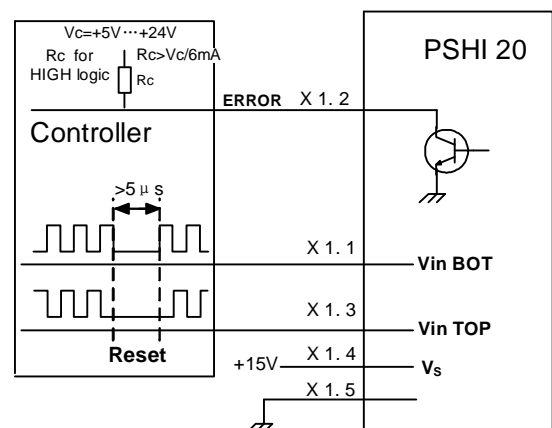 Vc=+5V···+24V
Rc for HIGH logic
Rc>Vc/6mA
Rc
PSHI 20
ERROR X 1. 2
Controller
>5 μ s
X 1. 1
Vin BOT
X 1. 3
Vin TOP
Reset
+15V X 1. 4
Vs
X 1. 5